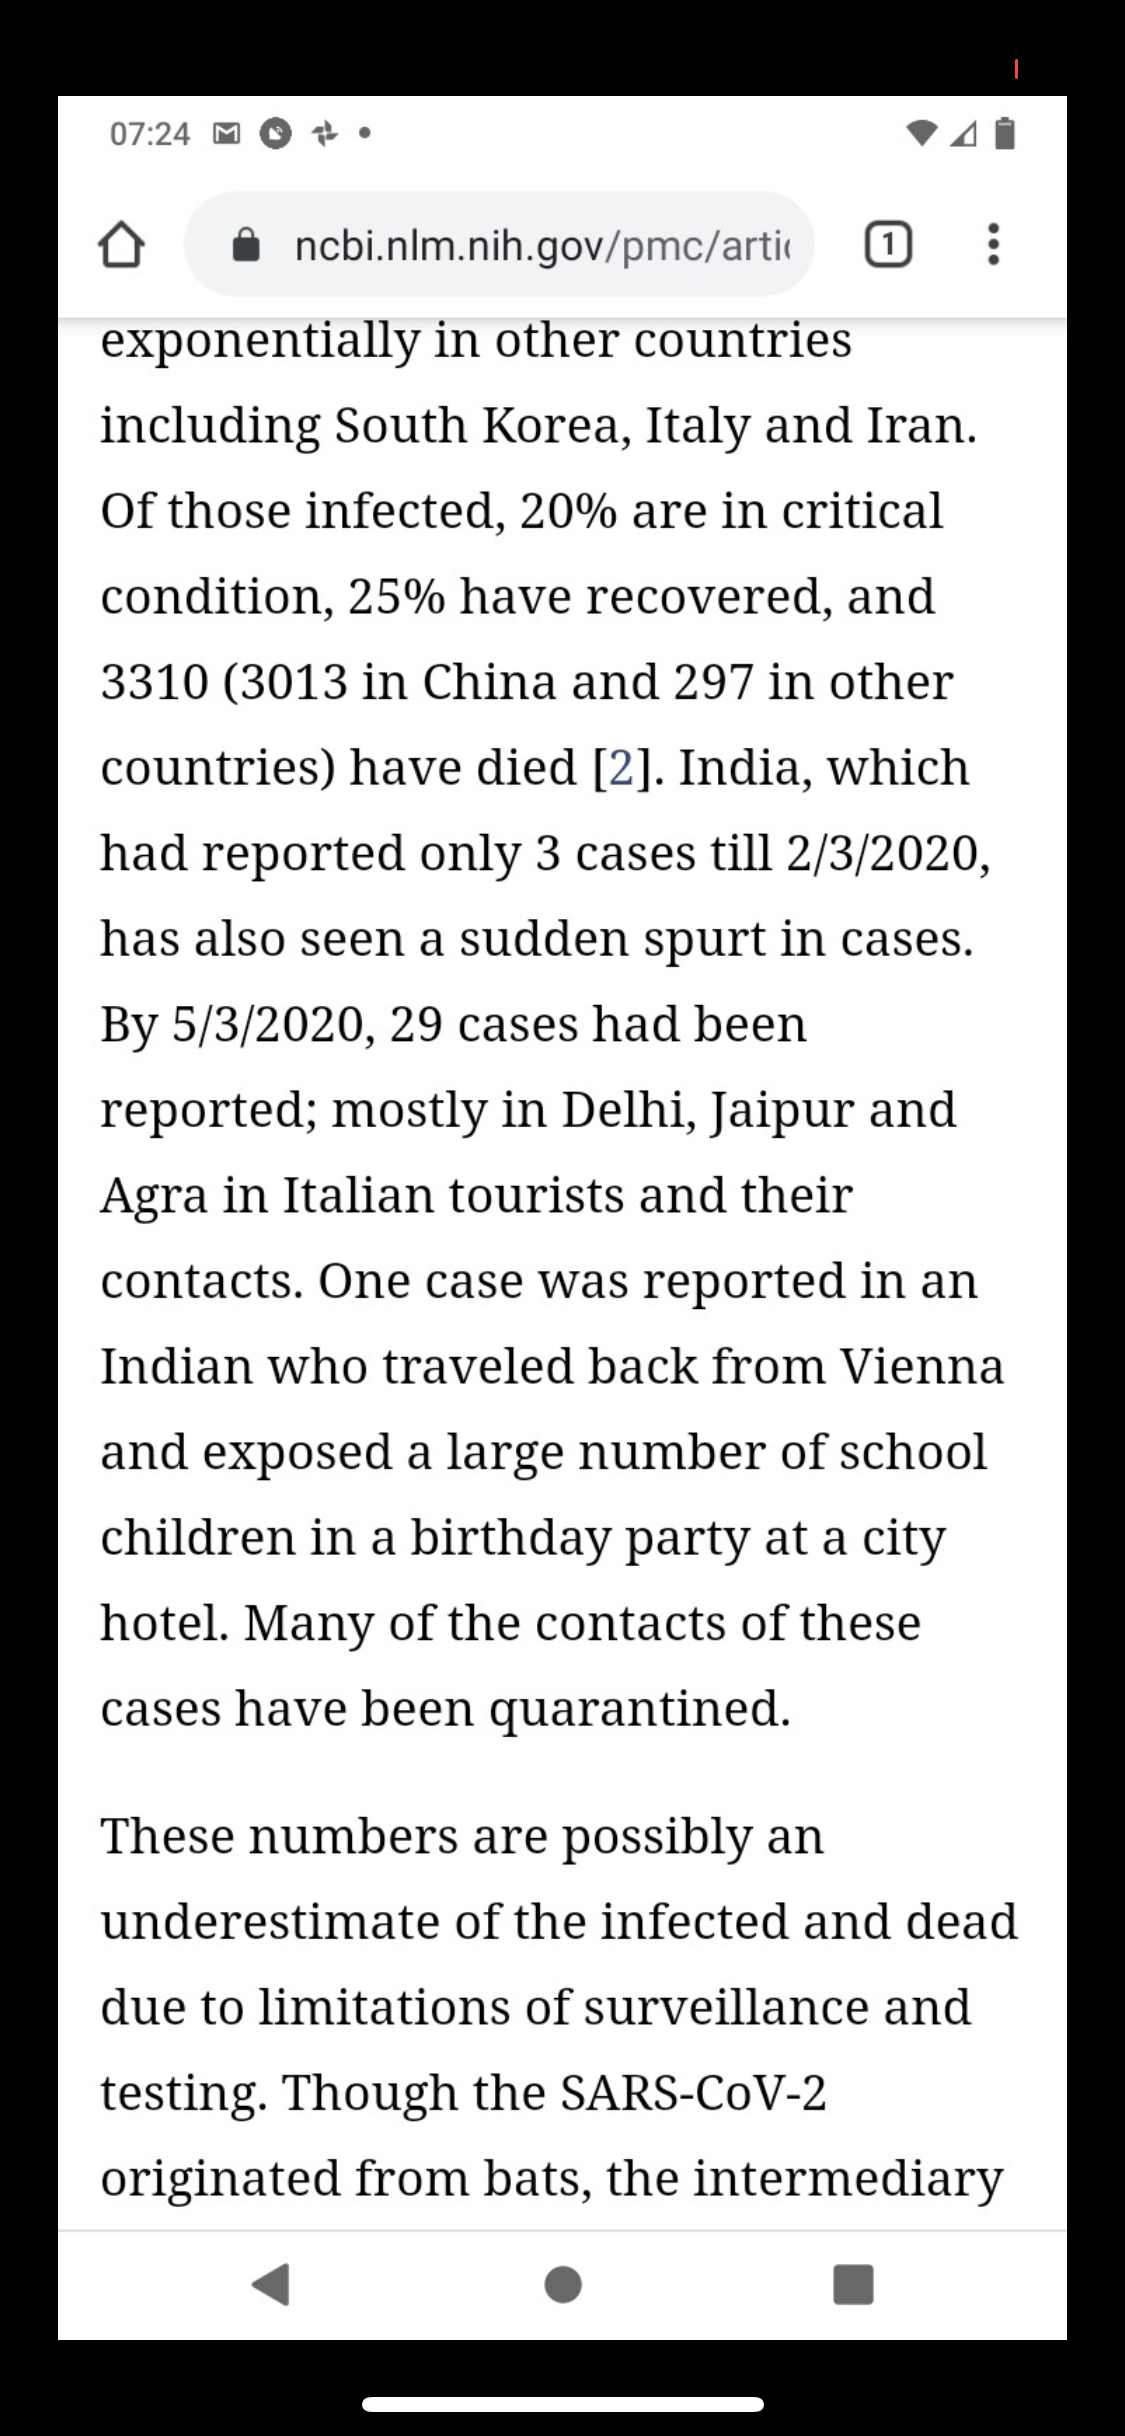 07:24
ncbi.nlm.nih.gov/pmc/artic
1
exponentially in other countries
including South Korea, Italy and Iran.
Of those infected, 20% are in critical
condition, 25% have recovered, and
3310 (3013 in China and 297 in other
countries) have died [2]. India, which
had reported only 3 cases till 2/3/2020,
has also seen a sudden spurt in cases.
By 5/3/2020, 29 cases had been
reported; mostly in Delhi, Jaipur and
Agra in Italian tourists and their
contacts. One case was reported in an
Indian who traveled back from Vienna
and exposed a large number of school
children in a birthday party at a city
hotel. Many of the contacts of these
cases have been quarantined.
These numbers are possibly an
underestimate of the infected and dead
due to limitations of surveillance and
testing. Though the SARS-CoV-2
originated from bats, the intermediary